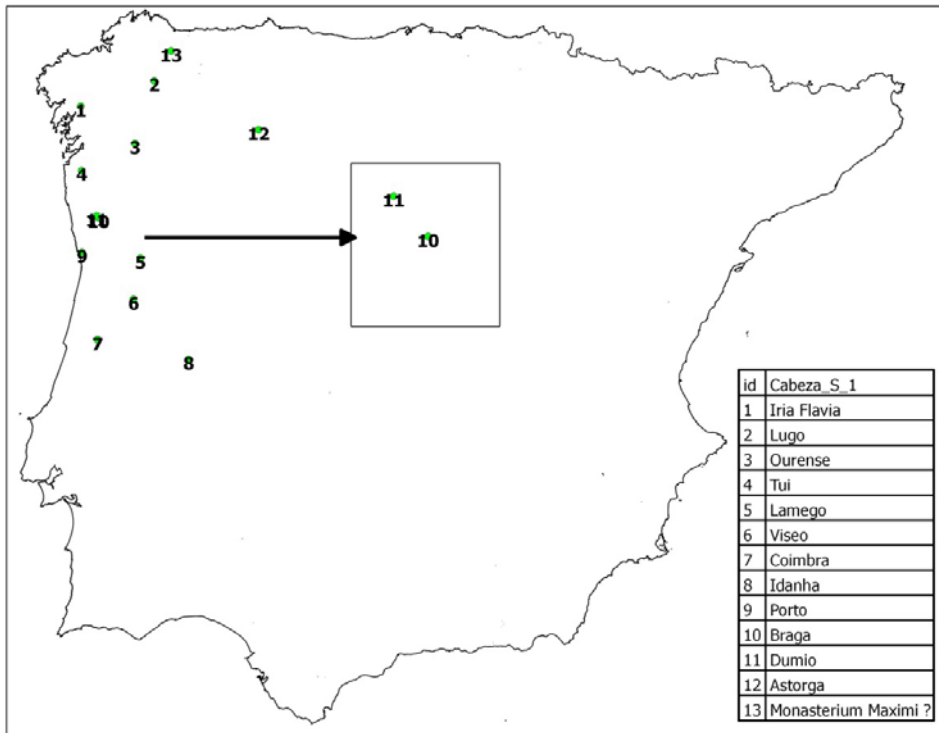 13
2
1
12
3
4
11
11
10
10
9
5
6
7
8
id Cabeza_S_1
1 Iria Flavia
2 Lugo
3 Ourense
4 Tui
5 Lamego
6 Viseo
7 Coimbra
8 Idanha
9 Porto
10 Braga
11 Dumio
12 Astorga
13 Monasterium Maximi ?